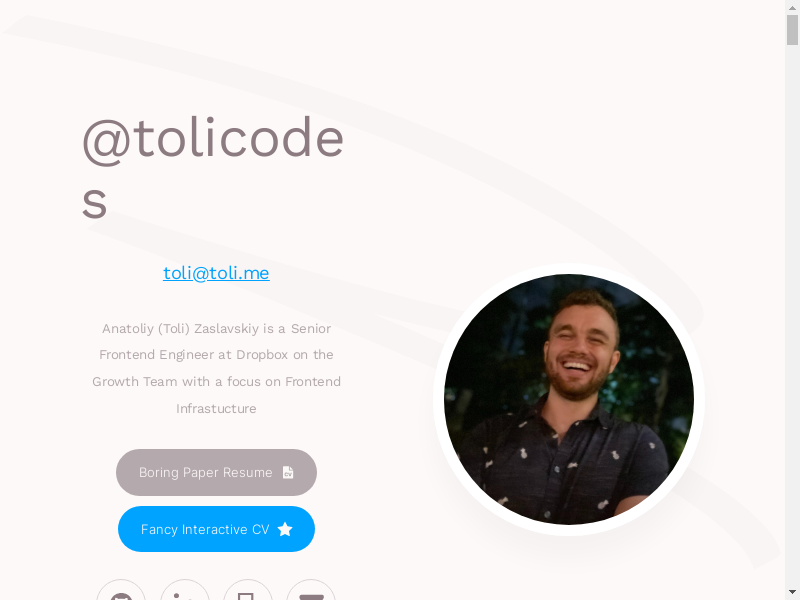 @tolicode
s
toli@toli.me
Anatoliy (Toli) Zaslavskiy is a Senior
Frontend Engineer at Dropbox on the
Growth Team with a focus on Frontend
Infrastucture
Boring Paper Resume
Fancy Interactive CV